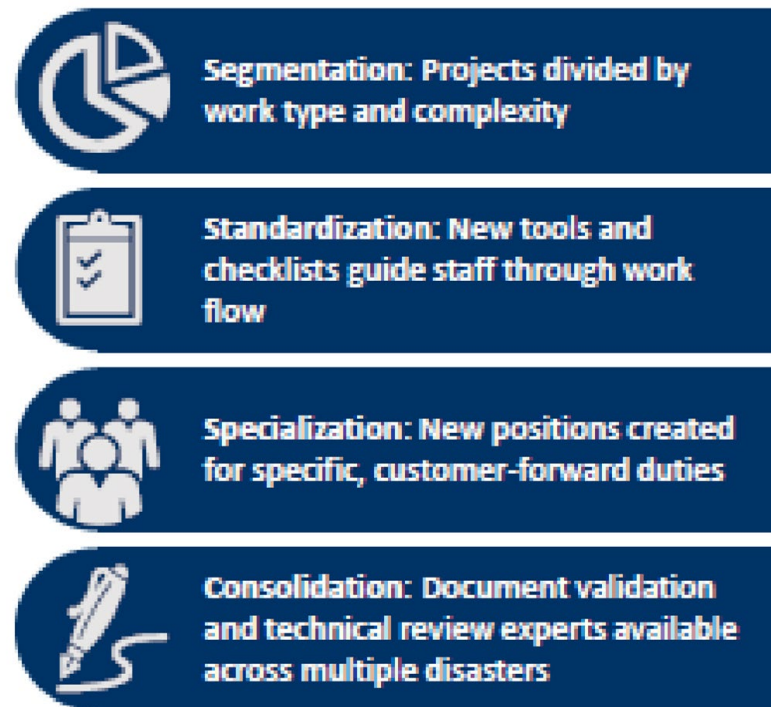 Segmentation: Projects divided by
work type and complexity
Standardization: New tools and
checklists guide staff through work
flow
Specialization: New positions created
for specific, customer-forward duties
Consolidation: Document validation
and technical review experts available
across multiple disasters